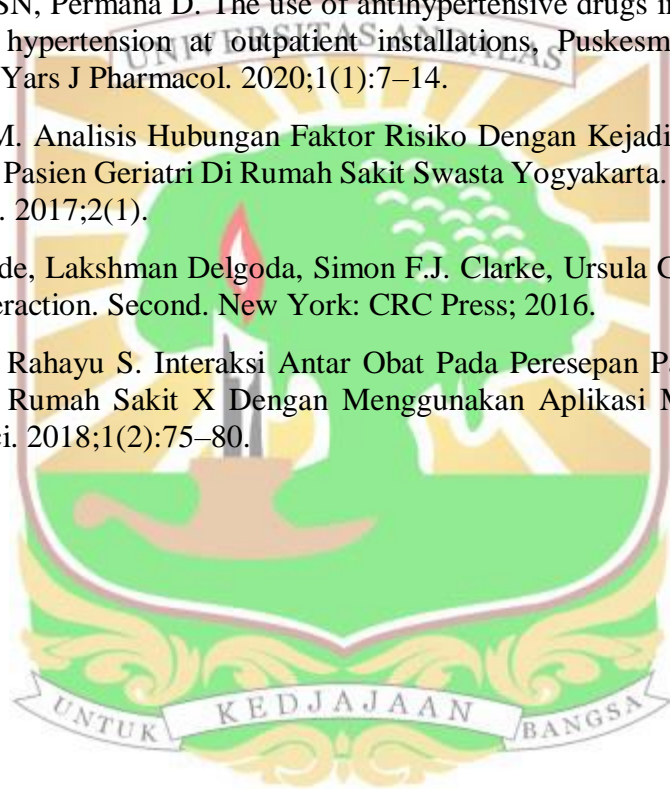 SN, Permana D. The use of antihypertensive drugs in
hypertension at outpatient installations, Puskesm
Yars J Pharmacol. 2020;1(1):7–14.
UNIVERSITAS ANDALAS
M. Analisis Hubungan Faktor Risiko Dengan Kejadi
Pasien Geriatri Di Rumah Sakit Swasta Yogyakarta.
. 2017;2(1).
de, Lakshman Delgoda, Simon F.J. Clarke, Ursula
eraction. Second. New York: CRC Press; 2016.
Rahayu S. Interaksi Antar Obat Pada Peresepan
Rumah Sakit X Dengan Menggunakan Aplikasi
ci. 2018;1(2):75–80.
UNTUK KEDJAJAAN BANGSA